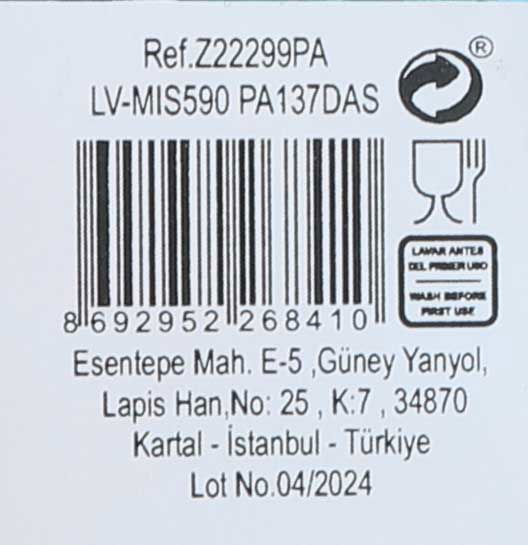 Ref.Z22299PA
LV-MIS590 PA137DAS
®
LAVAR ANTES
DEL PRIMER USO
WASH BEFORE
FIRST USE
8 692952 268410
Esentepe Mah. E-5 ,Güney Yanyol,
Lapis Han,No: 25 , K:7 , 34870
Kartal - İstanbul - Türkiye
Lot No.04/2024